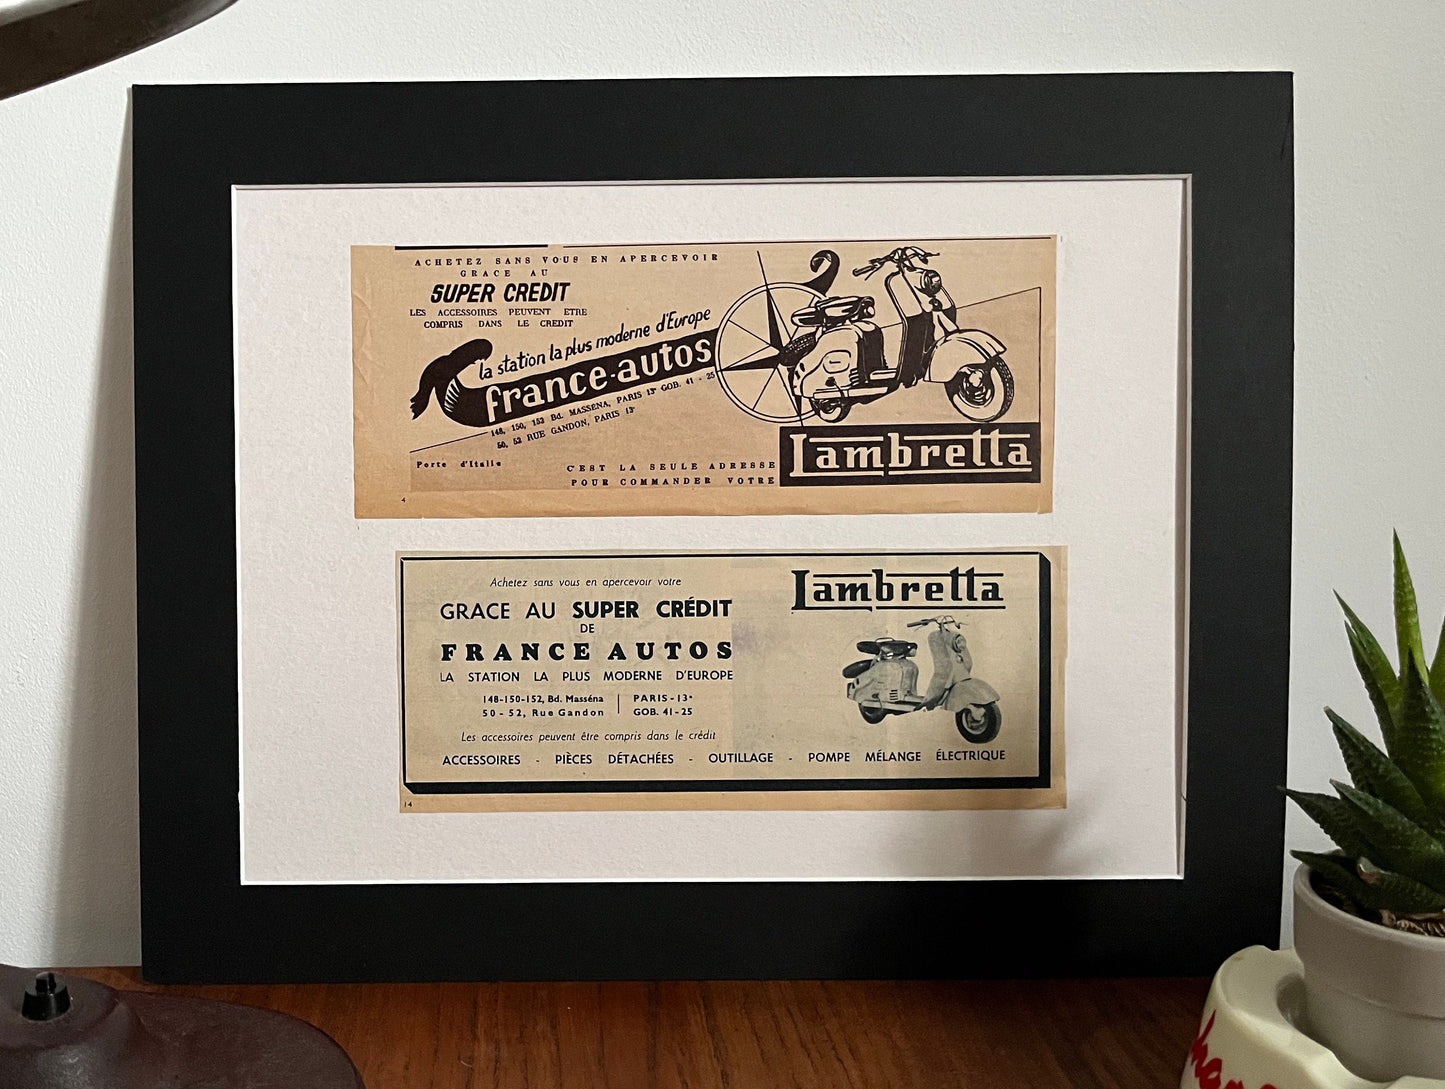 ACHETEZ SANS VOUS EN APERCEVOIR
GRACE AU
SUPER CREDIT
LES ACCESSOIRES PEUVENT ETRE
COMPRIS DANS LE CREDIT
la station la plus moderne d'Europe
france-autos
148, 150, 152 Bd. MASSÉNA, PARIS 13e GOB. 41 - 25
50, 52 RUE GANDON, PARIS 13e
Porte d'Italie
C'EST LA SEULE ADRESSE
POUR COMMANDER VOTRE
Lambretta
4
Achetez sans vous en apercevoir votre
GRACE AU SUPER CRÉDIT
DE
FRANCE AUTOS
LA STATION LA PLUS MODERNE D'EUROPE
148-150-152, Bd. Masséna | PARIS-13e
50-52, Rue Gandon | GOB. 41-25
Les accessoires peuvent être compris dans le crédit
ACCESSOIRES - PIÈCES DÉTACHÉES - OUTILLAGE - POMPE MÉLANGE ÉLECTRIQUE
Lambretta
14